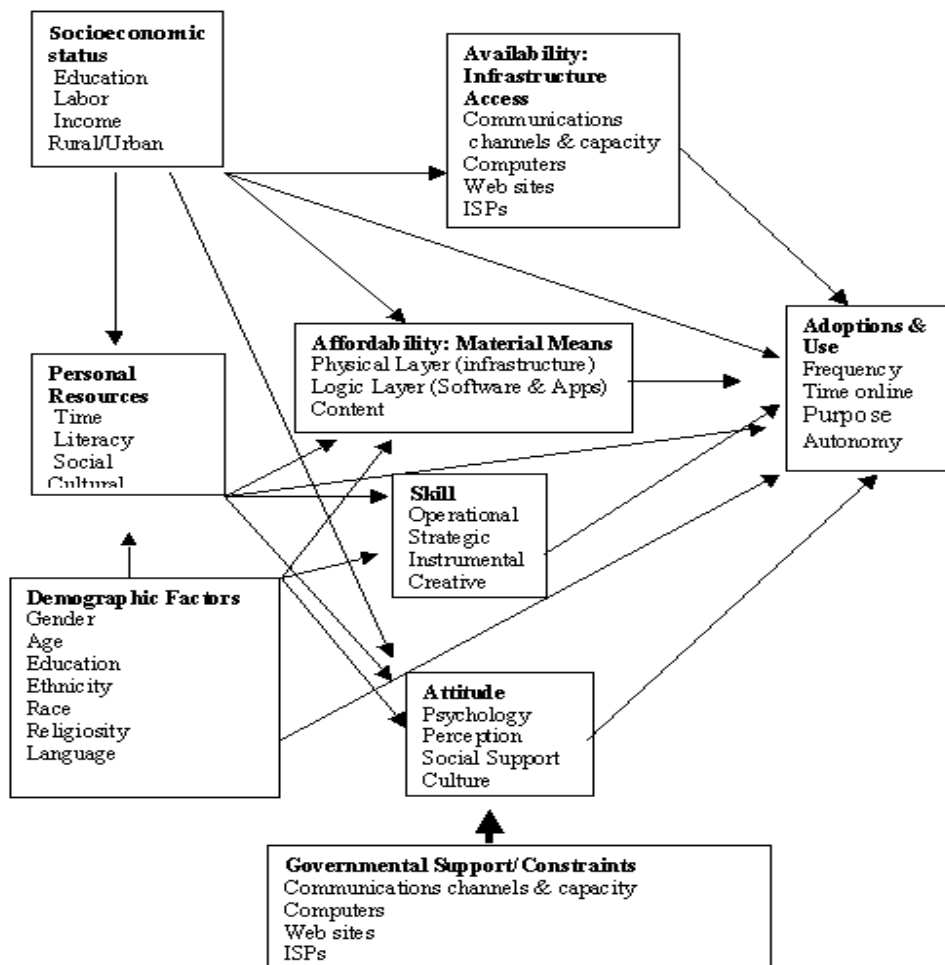 Socioeconomic
status
Education
Labor
Income
Rural/Urban
Availability:
Infrastructure
Access
Communications
channels & capacity
Computers
Web sites
ISPs
Affordability: Material Means
Physical Layer (infrastructure)
Logic Layer (Software & Apps)
Content
Adoptions &
Use
Frequency
Time online
Purpose
Autonomy
Personal
Resources
Time
Literacy
Social
Cultural
Skill
Operational
Strategic
Instrumental
Creative
Demographic Factors
Gender
Age
Education
Ethnicity
Race
Religiosity
Language
Attitude
Psychology
Perception
Social Support
Culture
Governmental Support/Constraints
Communications channels & capacity
Computers
Web sites
ISPs